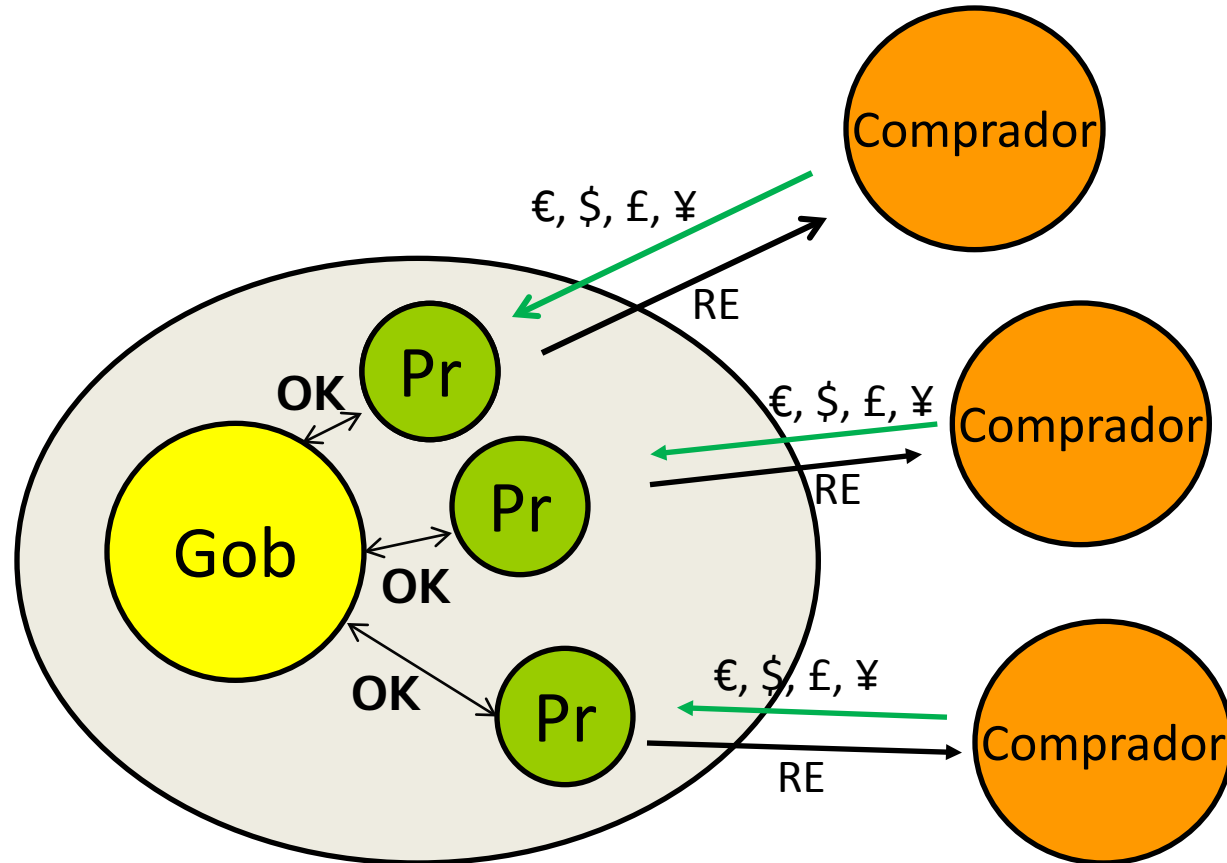 Comprador
€, $, £, ¥
RE
Pr
OK
€, $, £, ¥
Comprador
RE
Pr
Gob
OK
€, $, £, ¥
OK
Pr
Comprador
RE